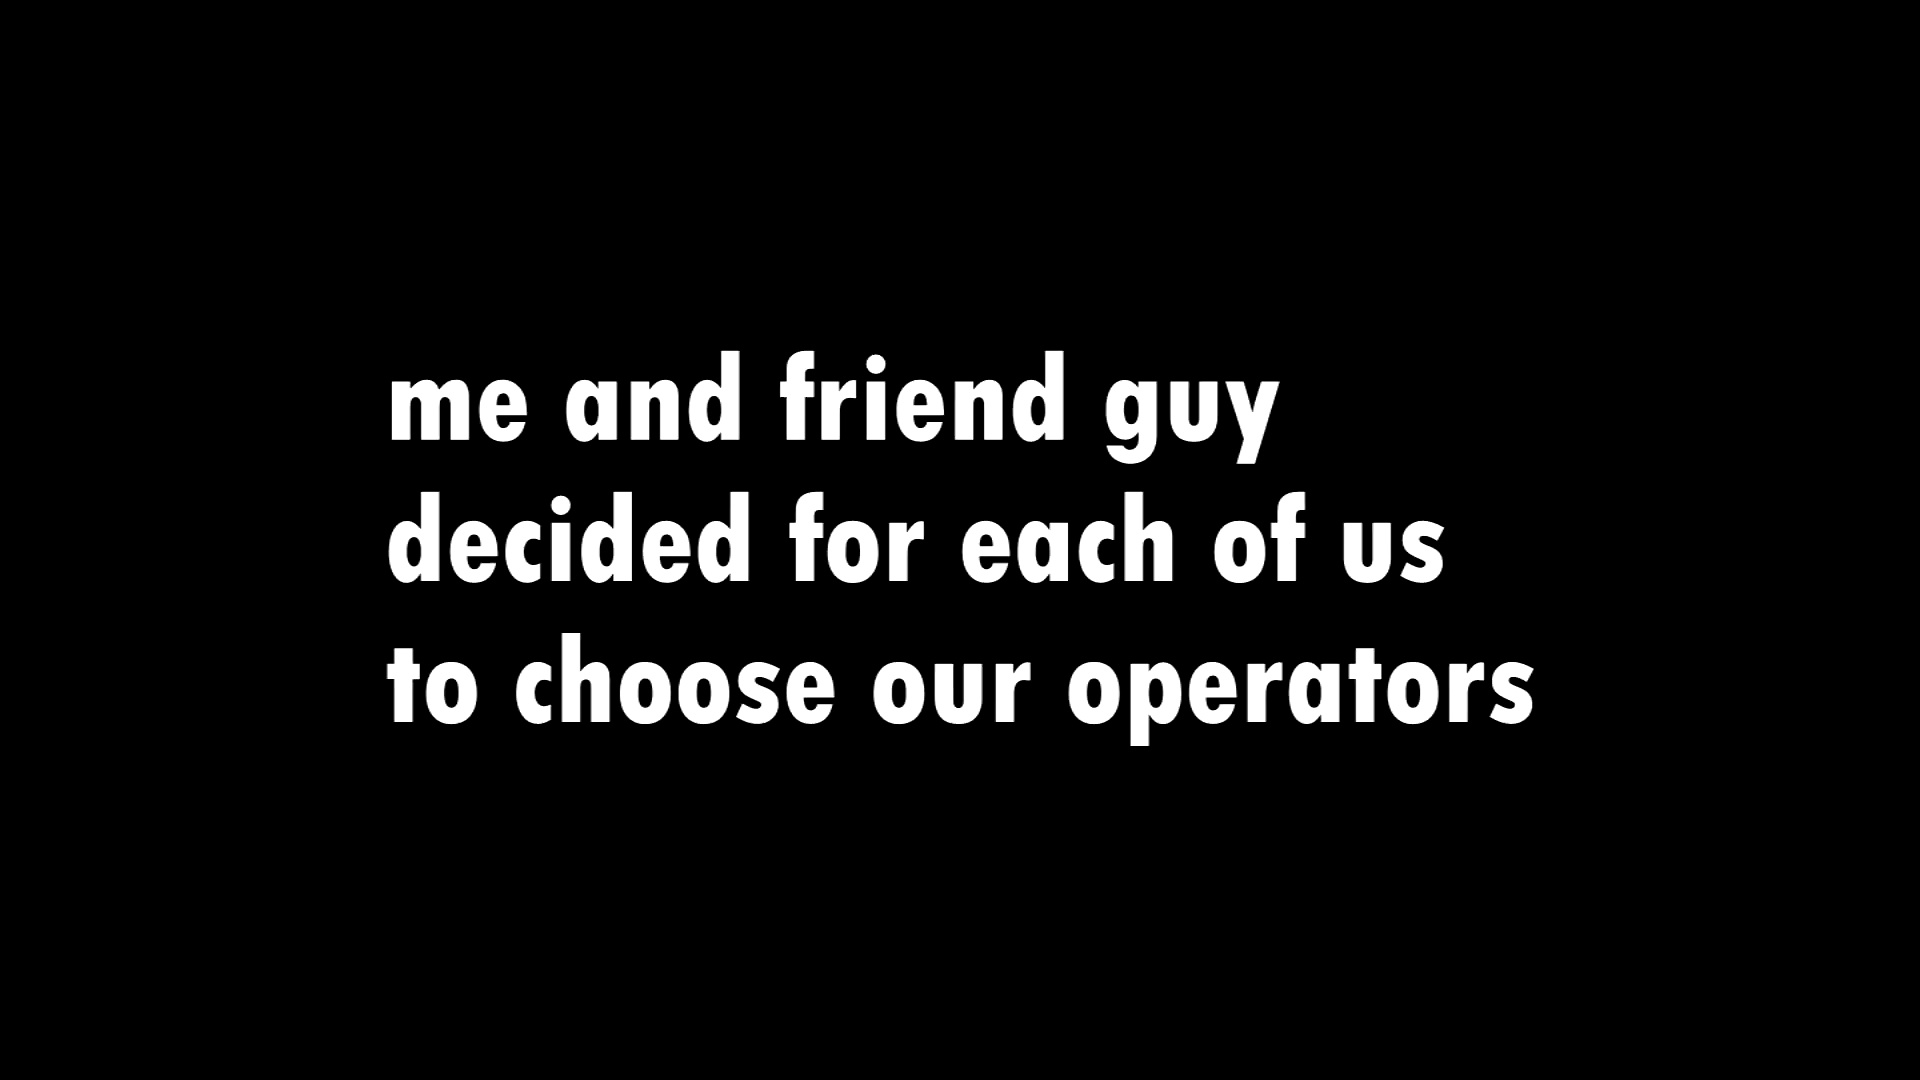 me and friend guy
decided for each of us
to choose our operators